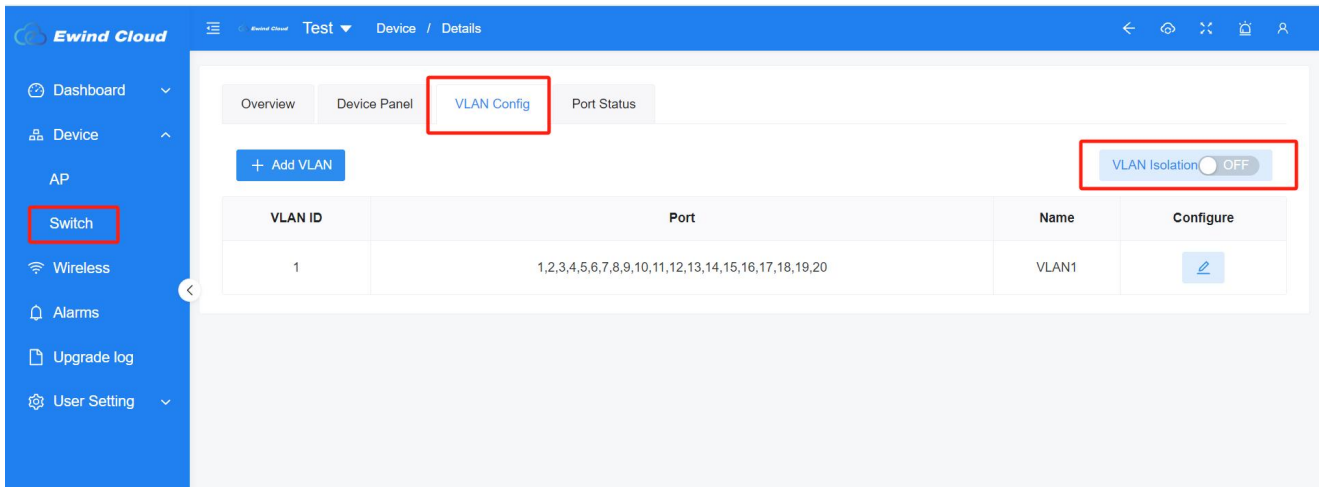 Ewind Cloud
Ewind Cloud Test Device / Details
Dashboard
Device
AP
Switch
Wireless
Alarms
Upgrade log
User Setting
Overview Device Panel VLAN Config Port Status
+ Add VLAN VLAN Isolation OFF
VLAN ID Port Name Configure
1 1,2,3,4,5,6,7,8,9,10,11,12,13,14,15,16,17,18,19,20 VLAN1